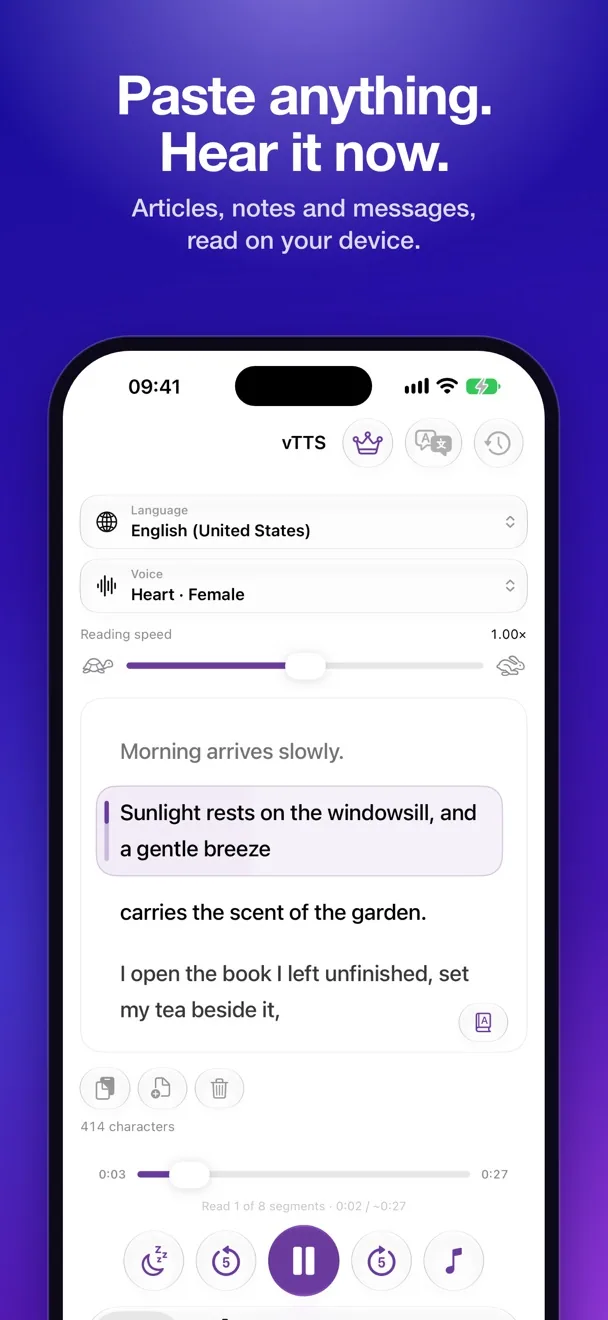 Paste anything.
Hear it now.
Articles, notes and messages,
read on your device.
09:41
vTTS
A 文
Language
English (United States)
Voice
Heart · Female
Reading speed
1.00×
Morning arrives slowly.
Sunlight rests on the windowsill, and
a gentle breeze
carries the scent of the garden.
I open the book I left unfinished, set
my tea beside it,
A
414 characters
0:03
0:27
Read 1 of 8 segments · 0:02 / ~0:27
zzz
5
5